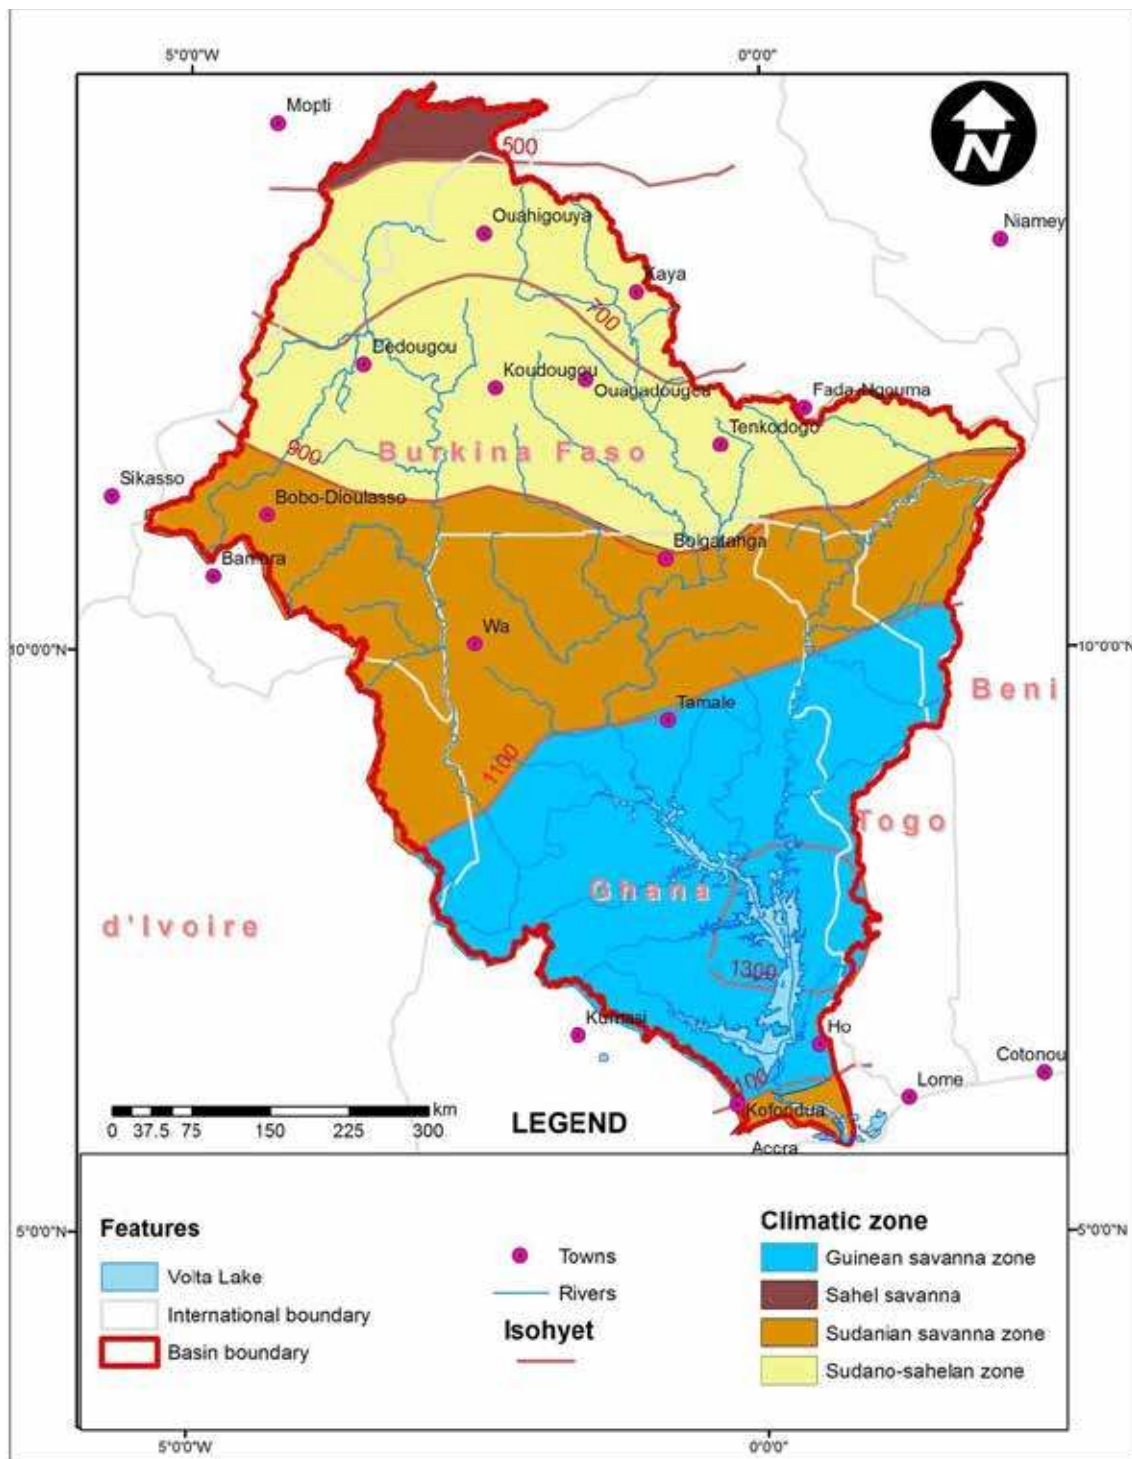 5°0'0"W
0°0'0"
Mopti
N
500
Ouahigouya
Niamey
Kaya
700
Dedougou
Koudougou
Ouagadougou
Fada-Ngouma
Tenkodogo
900
Burkina Faso
Sikasso
Bobo-Dioulasso
Bolgatanga
Bamora
Wa
10°0'0"N
10°0'0"N
Beni
Tamale
1100
Togo
Ghana
d'Ivoire
1300
Kumasi
Ho
Cotonou
Lome
1100
Kofondua
km
0 37.5 75 150 225 300
LEGEND
Accra
Features
Volta Lake
International boundary
Basin boundary
Towns
Rivers
Isohyet
Climatic zone
Guinean savanna zone
Sahel savanna
Sudanian savanna zone
Sudano-sahelan zone
5°0'0"N
5°0'0"N
5°0'0"W
0°0'0"